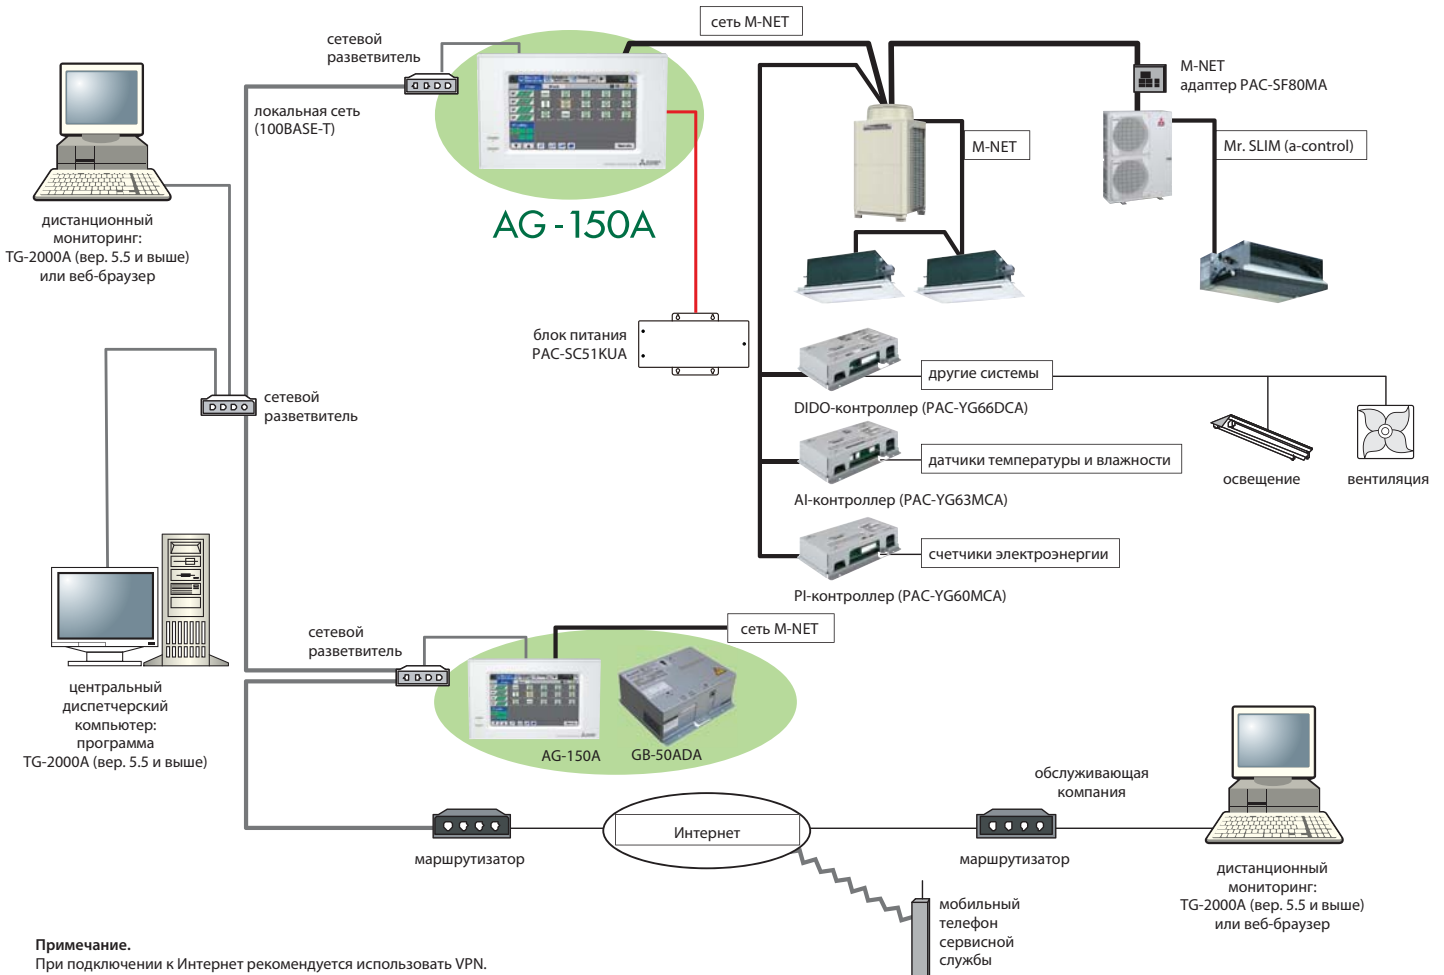 сеть M-NET
сетевой
разветвитель
M-NET
адаптер PAC-SF80MA
локальная сеть
(100BASE-T)
M-NET
Mr. SLIM (a-control)
AG-150A
дистанционный
мониторинг:
TG-2000A (вер. 5.5 и выше)
или веб-браузер
блок питания
PAC-SC51KUA
другие системы
DIDO-контроллер (PAC-YG66DCA)
сетевой
разветвитель
датчики температуры и влажности
освещение
вентиляция
AI-контроллер (PAC-YG63MCA)
счетчики электроэнергии
PI-контроллер (PAC-YG60MCA)
сетевой
разветвитель
сеть M-NET
центральный
диспетчерский
компьютер:
программа
TG-2000A (вер. 5.5 и выше)
AG-150A
GB-50ADA
обслуживающая
компания
Интернет
маршрутизатор
маршрутизатор
дистанционный
мониторинг:
TG-2000A (вер. 5.5 и выше)
или веб-браузер
мобильный
телефон
сервисной
службы
Примечание.
При подключении к Интернет рекомендуется использовать VPN.